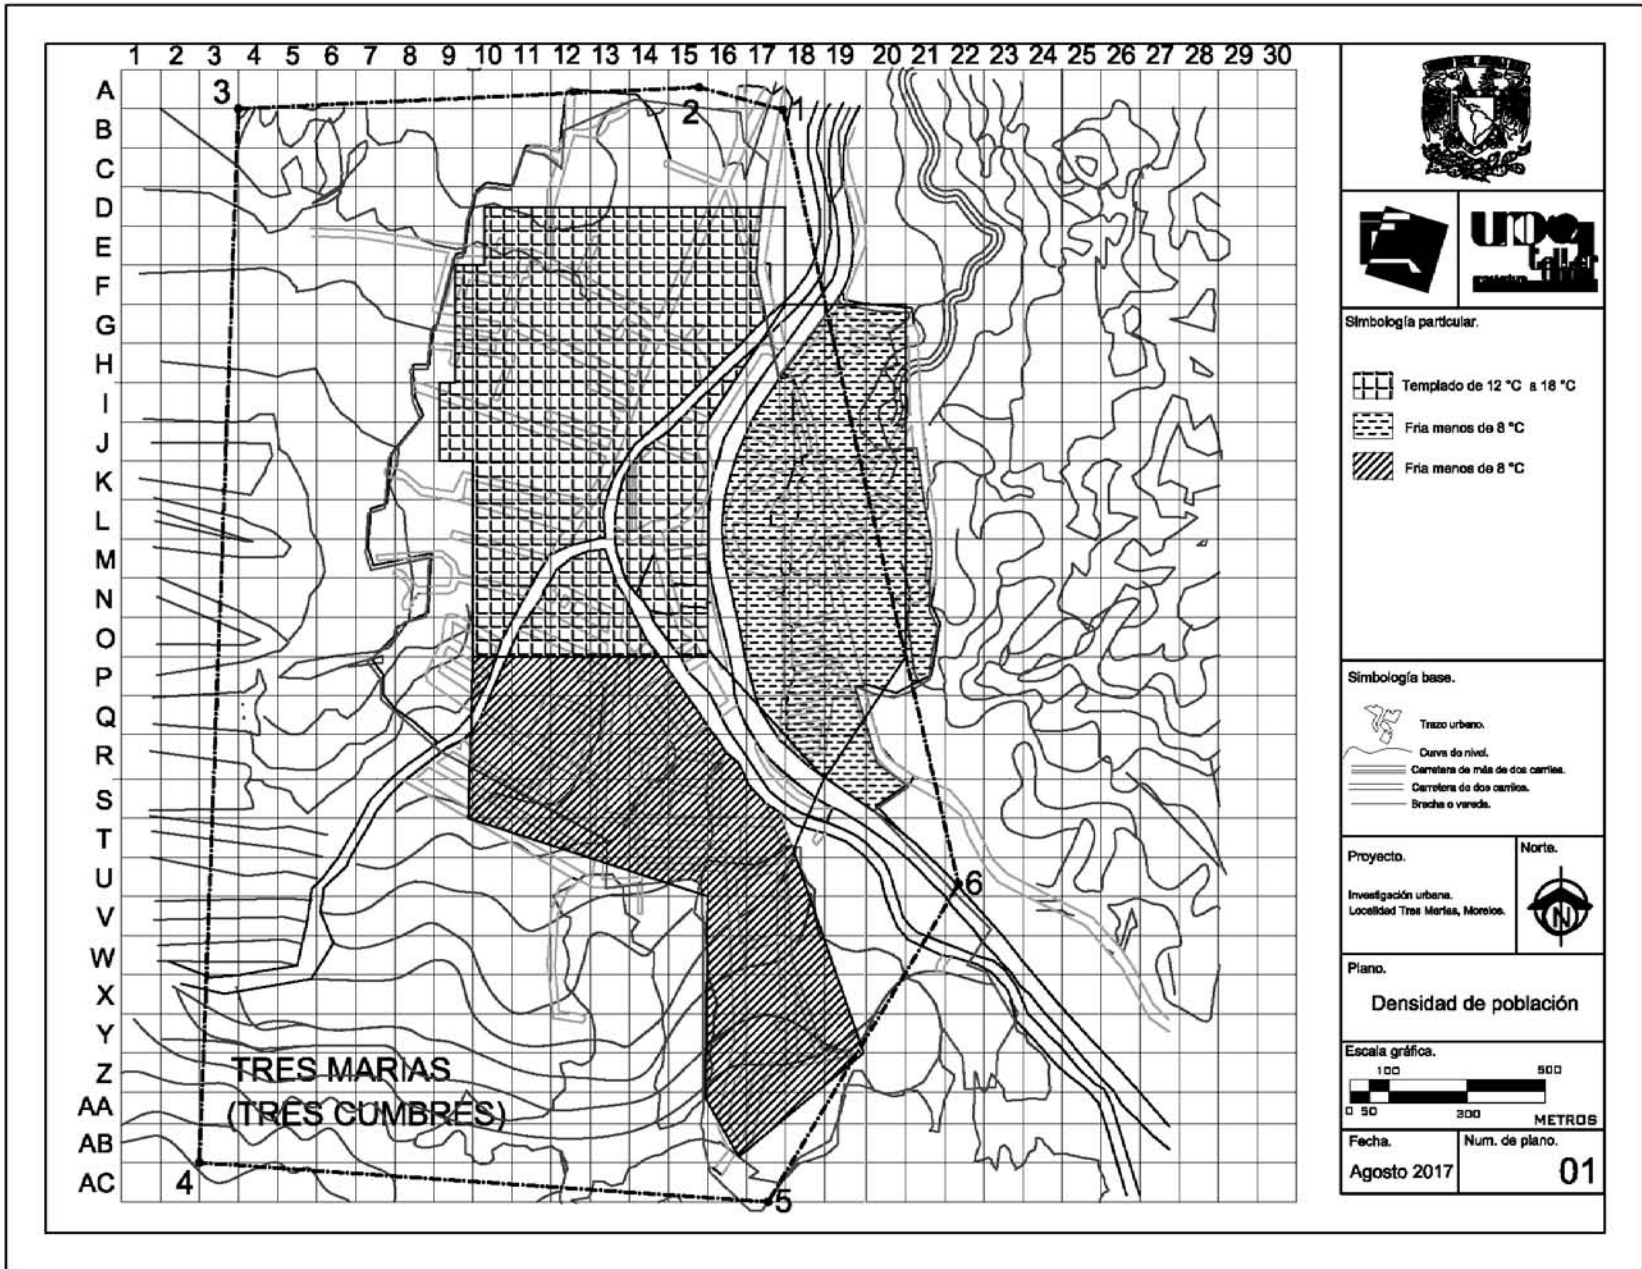 1 2 3 4 5 6 7 8 9 10 11 12 13 14 15 16 17 18 19 20 21 22 23 24 25 26 27 28 29 30
A
B
C
D
E
F
G
H
I
J
K
L
M
N
O
P
Q
R
S
T
U
V
W
X
Y
Z
AA
AB
AC
3
2
1
6
4
5
TRES MARIAS
(TRES CUMBRES)
taller
Simbología particular.
Templado de 12 °C a 18 °C
Fria menos de 8 °C
Fria menos de 8 °C
Simbología base.
Trazo urbano.
Curva de nivel.
Carretera de más de dos carriles.
Carretera de dos carriles.
Brecha o vereda.
Proyecto.
Investigación urbana.
Localidad Tres Marías, Morelos.
Norte.
N
Plano.
Densidad de población
Escala gráfica.
100 500
0 50 300
METROS
Fecha.
Agosto 2017
Num. de plano.
01